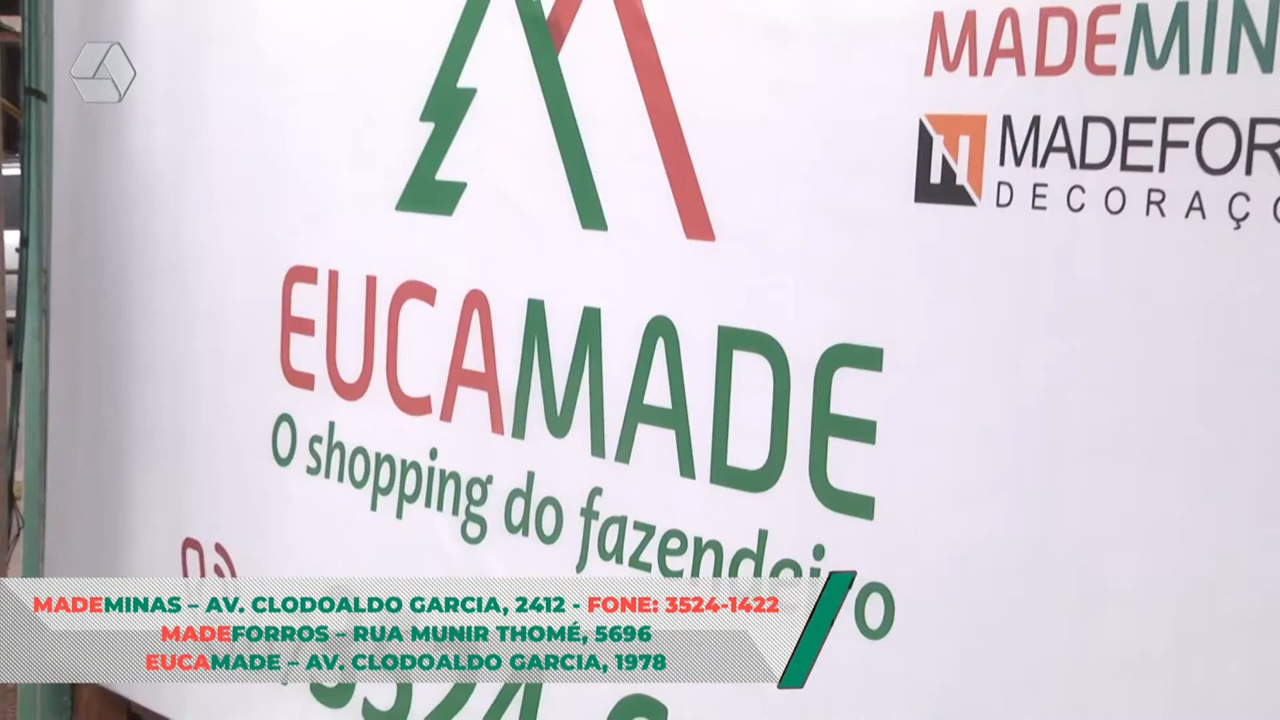 MADEMIN
MADEFOR
DECORAÇ
EUCAMADE
O shopping do fazendeiro
MADEMINAS – AV. CLODOALDO GARCIA, 2412 - FONE: 3524-1422
MADEFORROS – RUA MUNIR THOMÉ, 5696
EUCAMADE – AV. CLODOALDO GARCIA, 1978